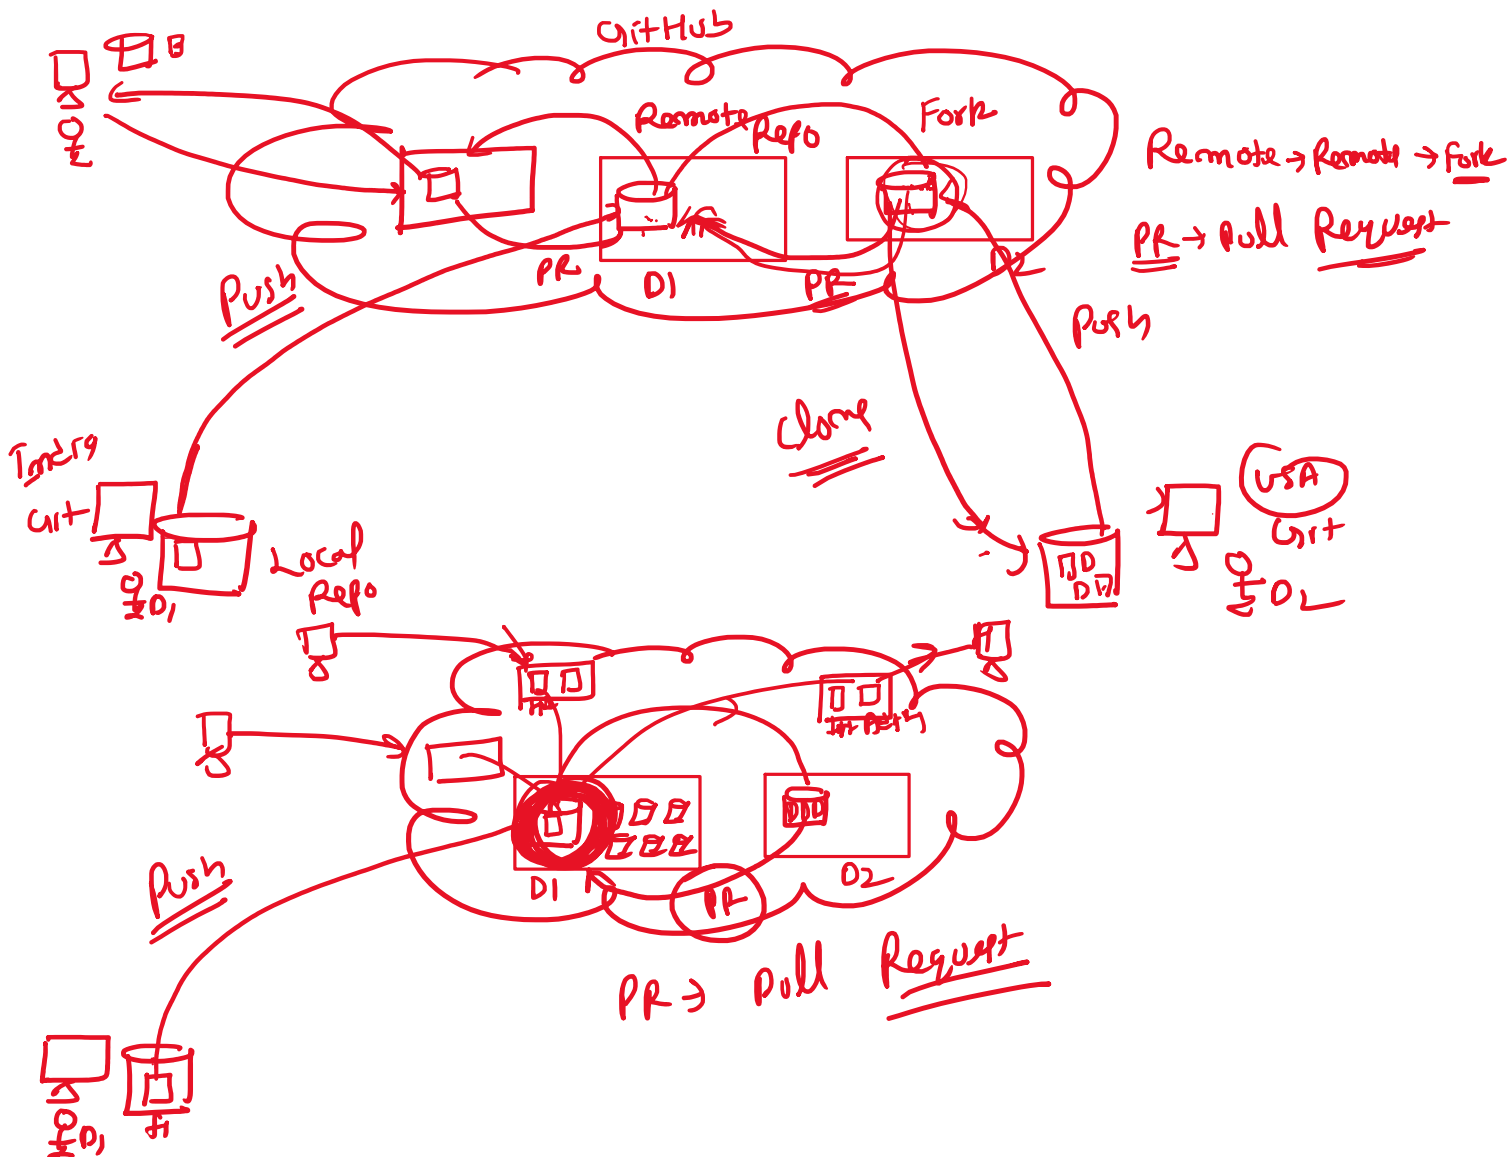 GitHub
Remote
Repo
Fork
Remote → Remote → Fork
PR → Pull Request
PR
D1
PR
Push
Push
Clone
India
Git
Local
Repo
D1
USA
Git
D2
Push
D1
D2
PR
PR → Pull Request
D1